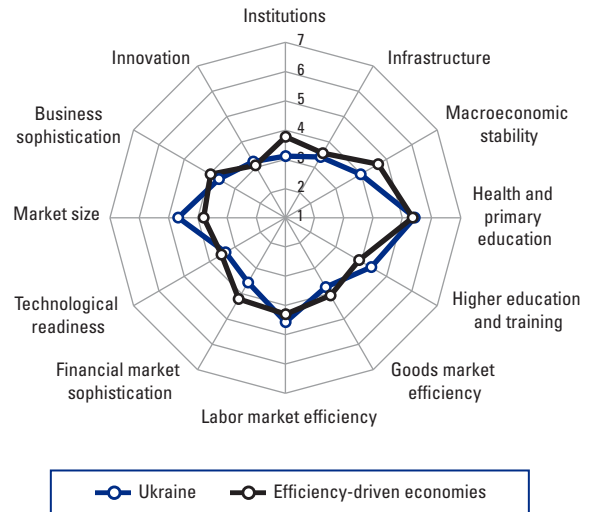 Institutions
7
Innovation
6
Infrastructure
5
Business
sophistication
4
Macroeconomic
stability
3
2
Market size
1
Health and
primary
education
Technological
readiness
Higher education
and training
Financial market
sophistication
Goods market
efficiency
Labor market efficiency
Ukraine
Efficiency-driven economies